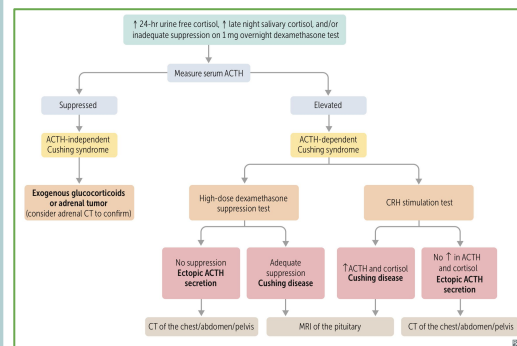 ↑ 24-hr urine free cortisol, ↑ late night salivary cortisol, and/or
inadequate suppression on 1 mg overnight dexamethasone test
Measure serum ACTH
Suppressed
Elevated
ACTH-independent
Cushing syndrome
ACTH-dependent
Cushing syndrome
Exogenous glucocorticoids
or adrenal tumor
(consider adrenal CT to confirm)
High-dose dexamethasone
suppression test
CRH stimulation test
No suppression
Ectopic ACTH
secretion
Adequate
suppression
Cushing disease
↑ACTH and cortisol
Cushing disease
No ↑ in ACTH
and cortisol
Ectopic ACTH
secretion
CT of the chest/abdomen/pelvis
MRI of the pituitary
CT of the chest/abdomen/pelvis